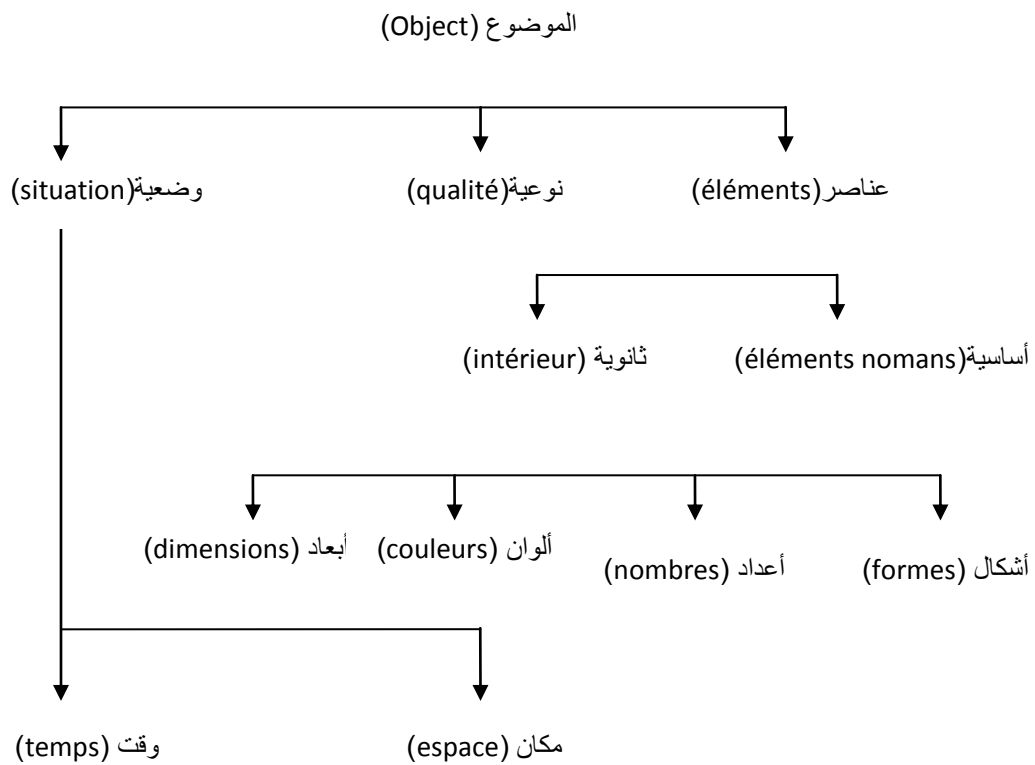 الموضوع (Object)
عناصر(éléments) نوعية(qualité) وضعية(situation)
أساسية(éléments nomans) ثانوية (intérieur)
أشكال (formes) أعداد (nombres) ألوان (couleurs) أبعاد (dimensions)
مكان (espace) وقت (temps)